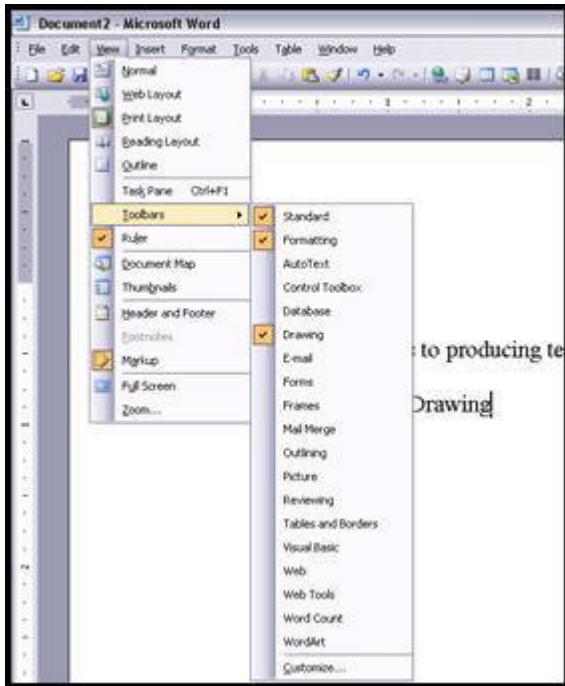 Document2 - Microsoft Word
File Edit View Insert Format Tools Table Window Help
Normal
Web Layout
Print Layout
Reading Layout
Outline
Task Pane Ctrl+F1
Toolbars
Ruler
Document Map
Thumbnails
Header and Footer
Footnotes
Markup
Full Screen
Zoom...
Standard
Formatting
AutoText
Control Toolbox
Database
Drawing
E-mail
Forms
Frames
Mail Merge
Outlining
Picture
Reviewing
Tables and Borders
Visual Basic
Web
Web Tools
Word Count
WordArt
Customize...
1 2
to producing te
Drawing